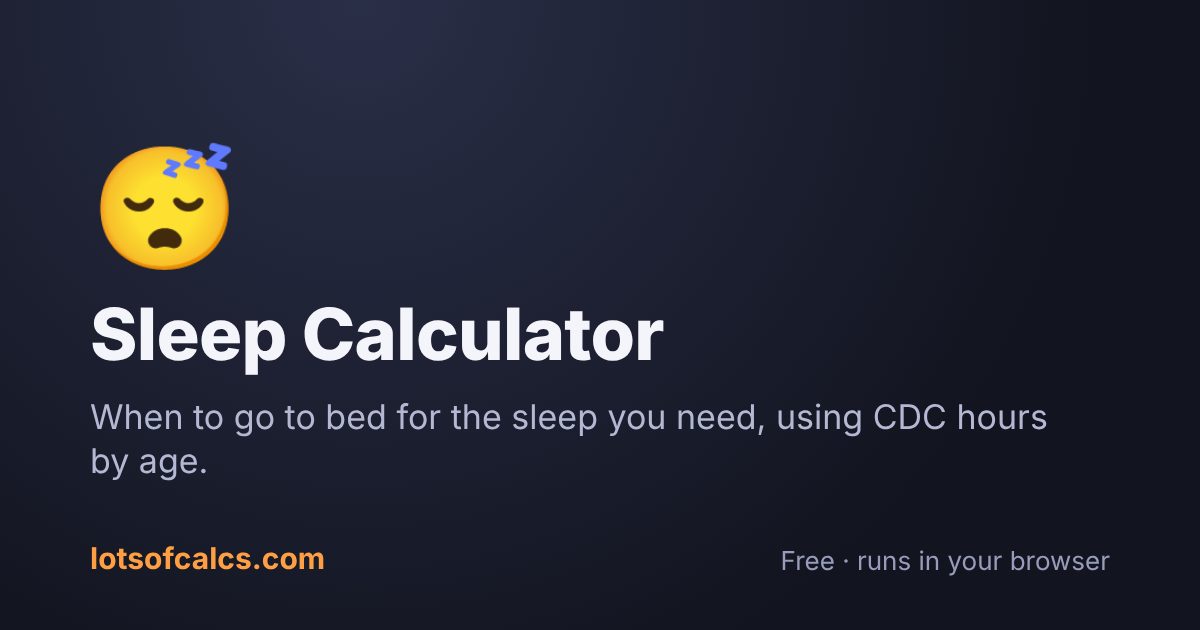 Sleep Calculator
When to go to bed for the sleep you need, using CDC hours
by age.
lotsofcalcs.com
Free · runs in your browser